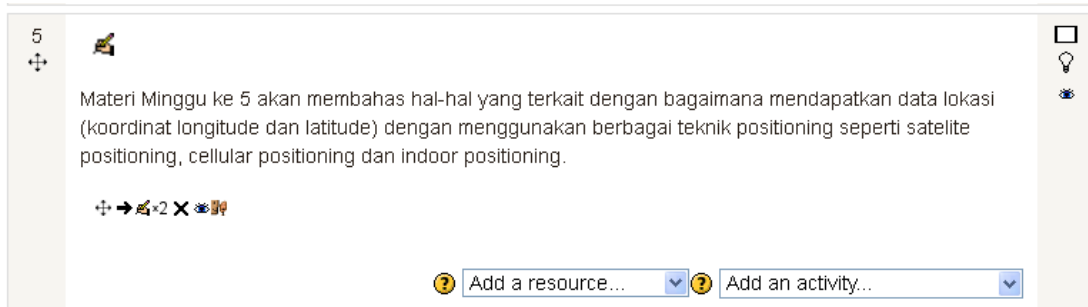 5
Materi Minggu ke 5 akan membahas hal-hal yang terkait dengan bagaimana mendapatkan data lokasi
(koordinat longitude dan latitude) dengan menggunakan berbagai teknik positioning seperti satelite
positioning, cellular positioning dan indoor positioning.
×2
? Add a resource... ? Add an activity...